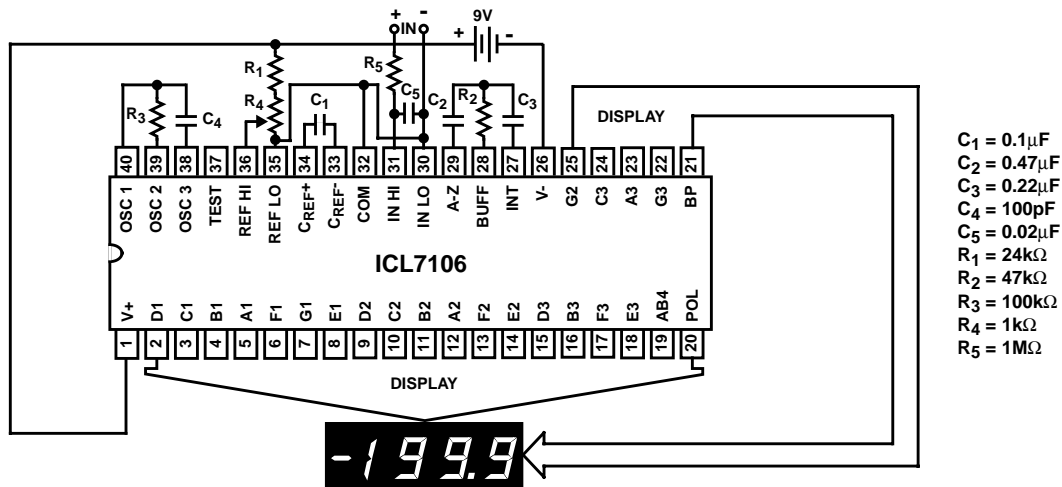 + -
IN
9V
+ -
R1
R5
R4
C1
C5
C2
R2
C3
R3
C4
DISPLAY
40 39 38 37 36 35 34 33 32 31 30 29 28 27 26 25 24 23 22 21
OSC 1 OSC 2 OSC 3 TEST REF HI REF LO CREF+ CREF- COM IN HI IN LO A-Z BUFF INT V- G2 C3 A3 G3 BP
ICL7106
V+ D1 C1 B1 A1 F1 G1 E1 D2 C2 B2 A2 F2 E2 D3 B3 F3 E3 AB4 POL
1 2 3 4 5 6 7 8 9 10 11 12 13 14 15 16 17 18 19 20
DISPLAY
-199.9
C1 = 0.1µF
C2 = 0.47µF
C3 = 0.22µF
C4 = 100pF
C5 = 0.02µF
R1 = 24kΩ
R2 = 47kΩ
R3 = 100kΩ
R4 = 1kΩ
R5 = 1MΩ